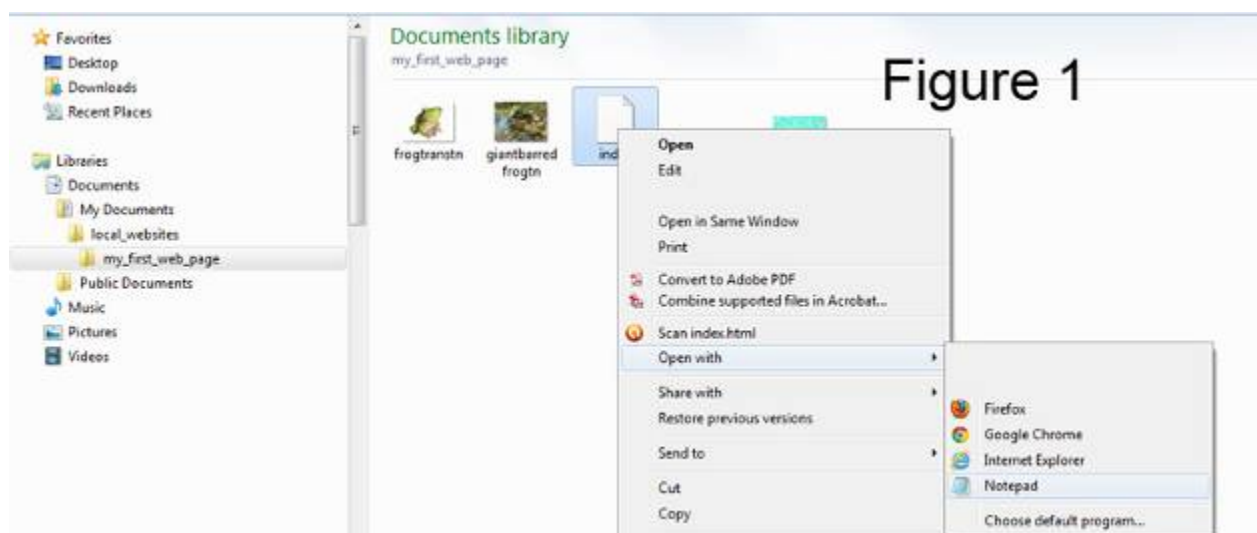 Favorites
Desktop
Downloads
Recent Places
Libraries
Documents
My Documents
local_websites
my_first_web_page
Public Documents
Music
Pictures
Videos
Documents library
my_first_web_page
Figure 1
frogtranstn
giantbarred
frogtn
ind
Open
Edit
Open in Same Window
Print
Convert to Adobe PDF
Combine supported files in Acrobat...
Scan index.html
Open with
Share with
Restore previous versions
Send to
Cut
Copy
Firefox
Google Chrome
Internet Explorer
Notepad
Choose default program...